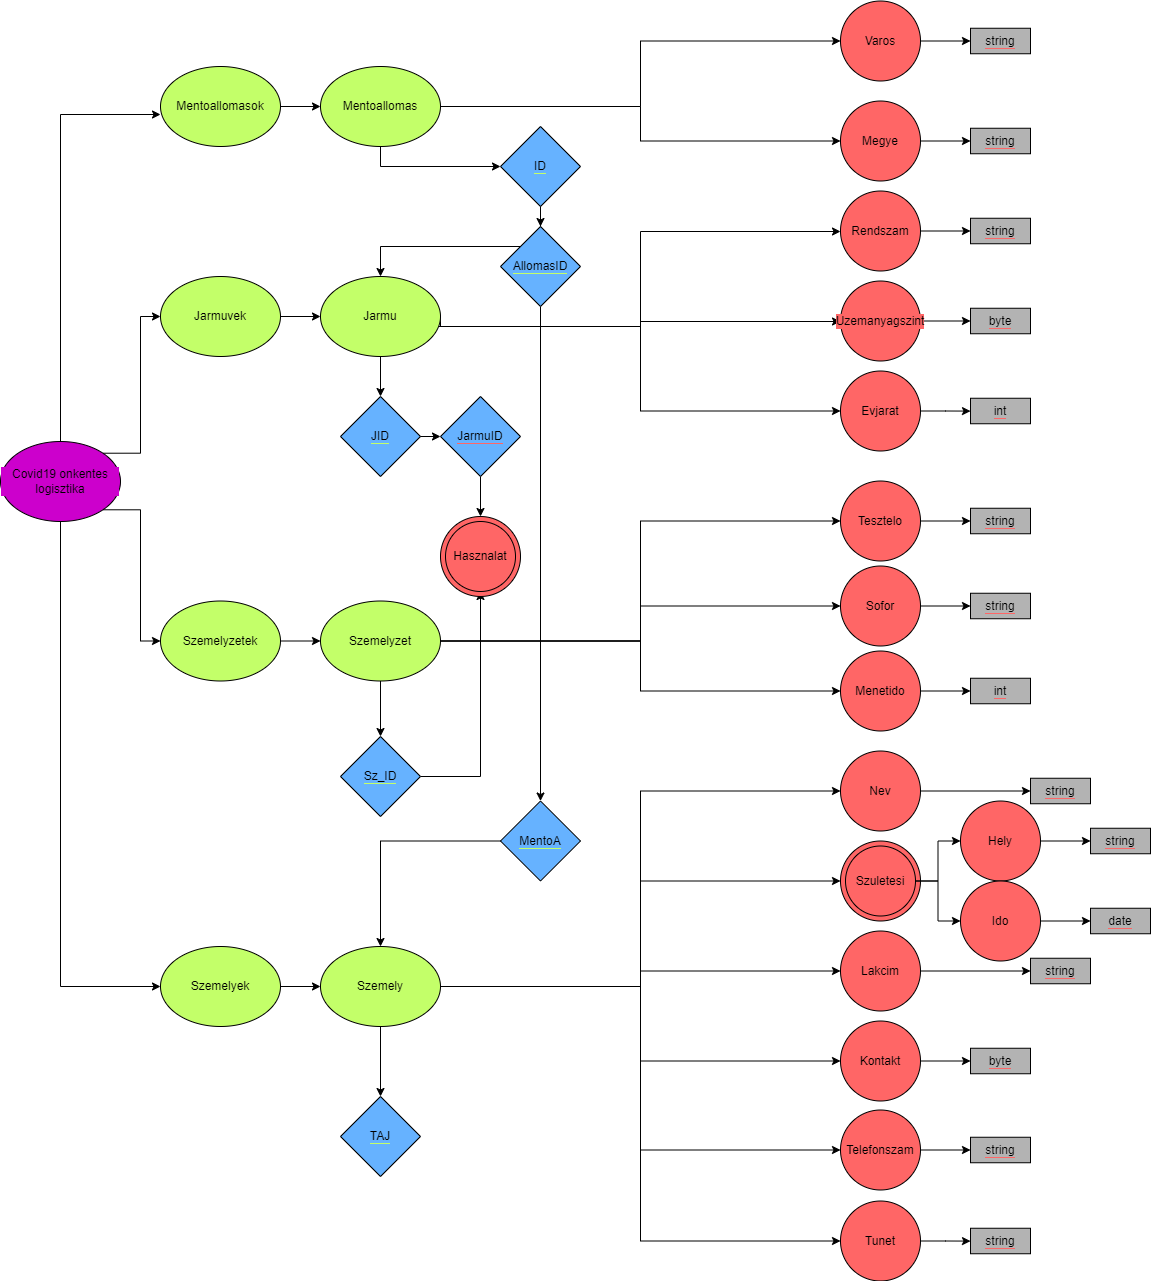 Varos
string
Mentoallomasok
Mentoallomas
Megye
string
ID
Rendszam
string
AllomasID
Jarmuvek
Jarmu
Uzemanyagszint
byte
Evjarat
int
JID
JarmuID
Covid19 onkentes
logisztika
Tesztelo
string
Hasznalat
Sofor
string
Szemelyzetek
Szemelyzet
Menetido
int
Sz_ID
Nev
string
MentoA
Hely
string
Szuletesi
Ido
date
Lakcim
string
Szemelyek
Szemely
Kontakt
byte
TAJ
Telefonszam
string
Tunet
string